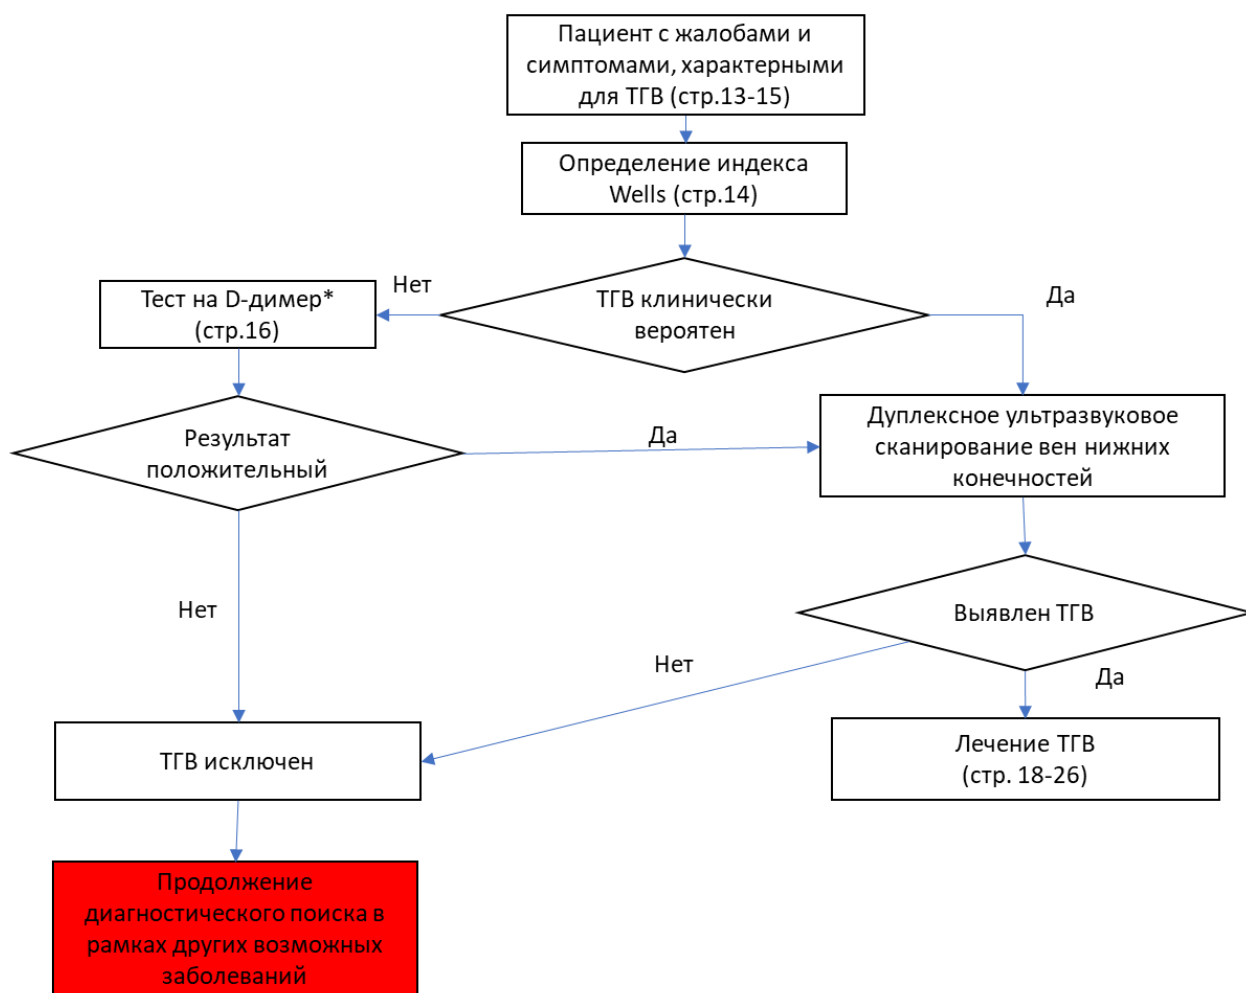 Пациент с жалобами и
симптомами, характерными
для ТГВ (стр.13-15)
Определение индекса
Wells (стр.14)
Нет
ТГВ клинически
вероятен
Да
Тест на D-димер*
(стр.16)
Результат
положительный
Да
Дуплексное ультразвуковое
сканирование вен нижних
конечностей
Нет
Выявлен ТГВ
Нет
Да
ТГВ исключен
Лечение ТГВ
(стр. 18-26)
Продолжение
диагностического поиска в
рамках других возможных
заболеваний